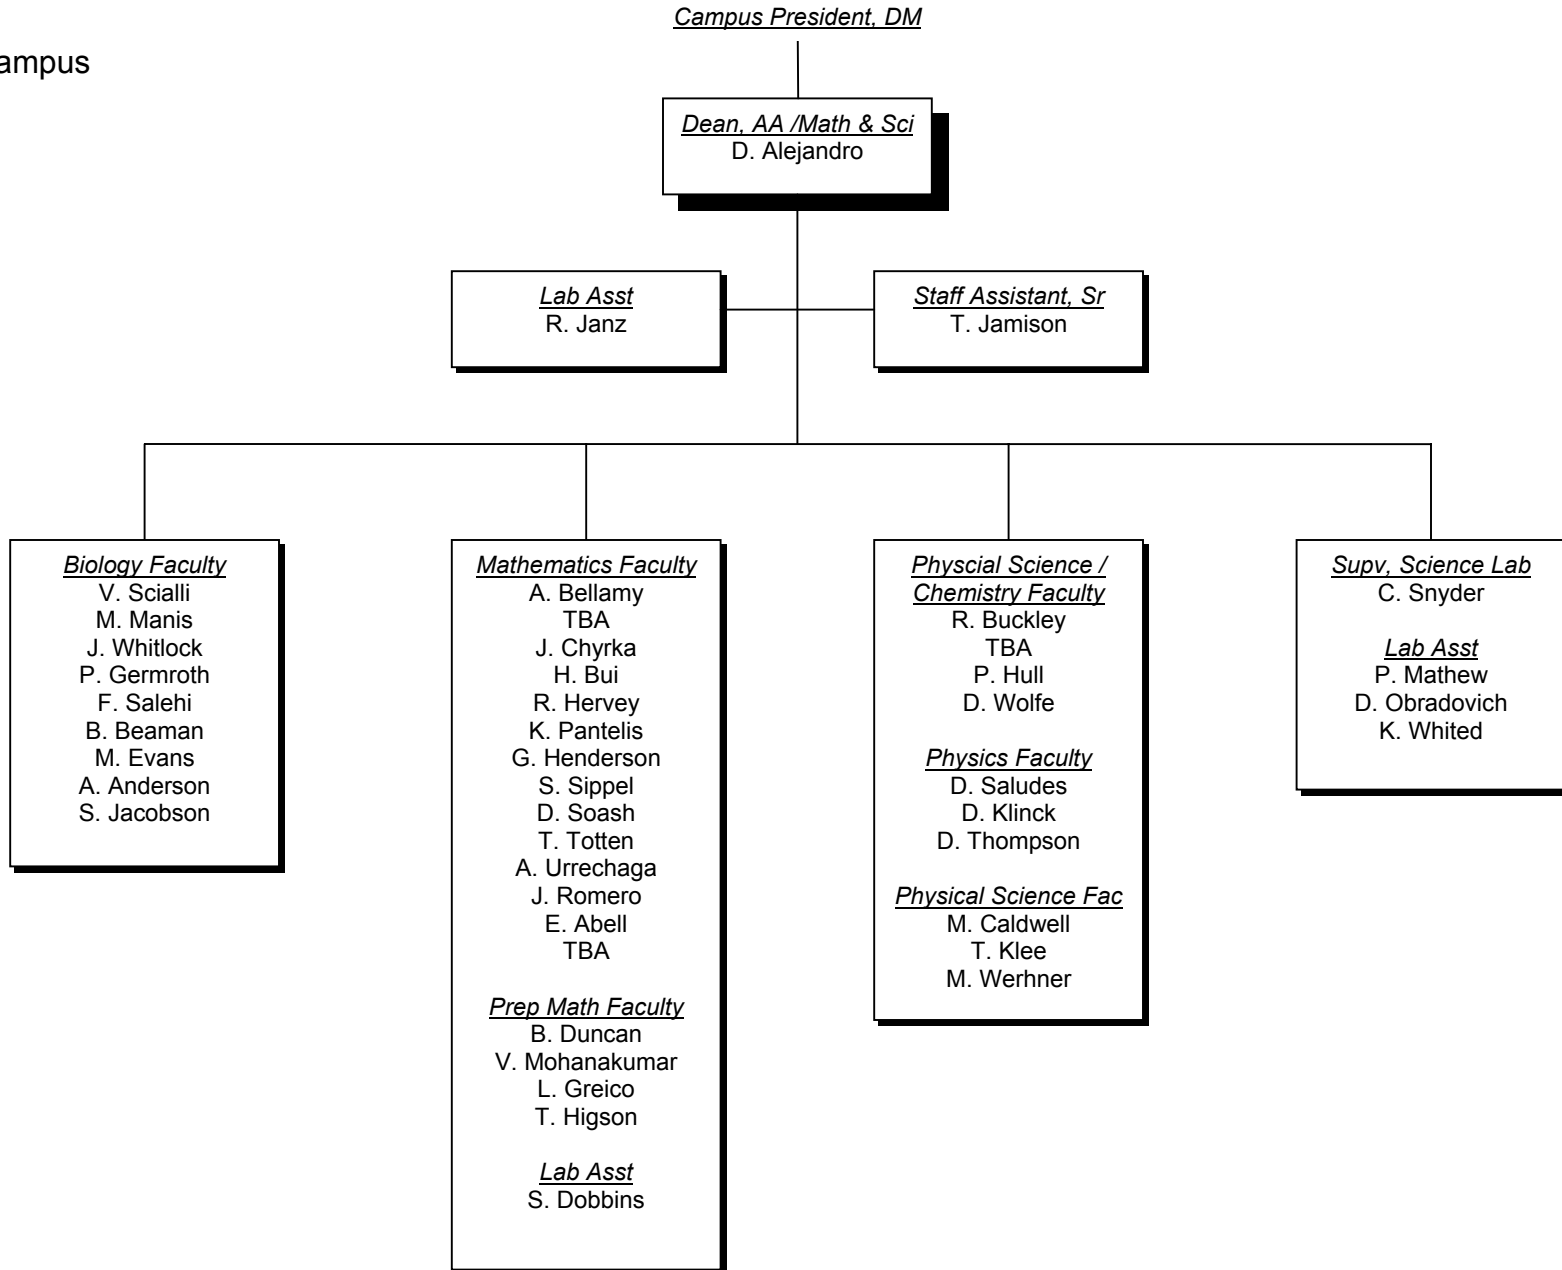 Campus President, DM
ampus
Dean, AA /Math & Sci
D. Alejandro
Lab Asst
R. Janz
Staff Assistant, Sr
T. Jamison
Biology Faculty
V. Scialli
M. Manis
J. Whitlock
P. Germroth
F. Salehi
B. Beaman
M. Evans
A. Anderson
S. Jacobson
Mathematics Faculty
A. Bellamy
TBA
J. Chyrka
H. Bui
R. Hervey
K. Pantelis
G. Henderson
S. Sippel
D. Soash
T. Totten
A. Urrechaga
J. Romero
E. Abell
TBA
Prep Math Faculty
B. Duncan
V. Mohanakumar
L. Greico
T. Higson
Lab Asst
S. Dobbins
Physcial Science /
Chemistry Faculty
R. Buckley
TBA
P. Hull
D. Wolfe
Physics Faculty
D. Saludes
D. Klinck
D. Thompson
Physical Science Fac
M. Caldwell
T. Klee
M. Werhner
Supv, Science Lab
C. Snyder
Lab Asst
P. Mathew
D. Obradovich
K. Whited